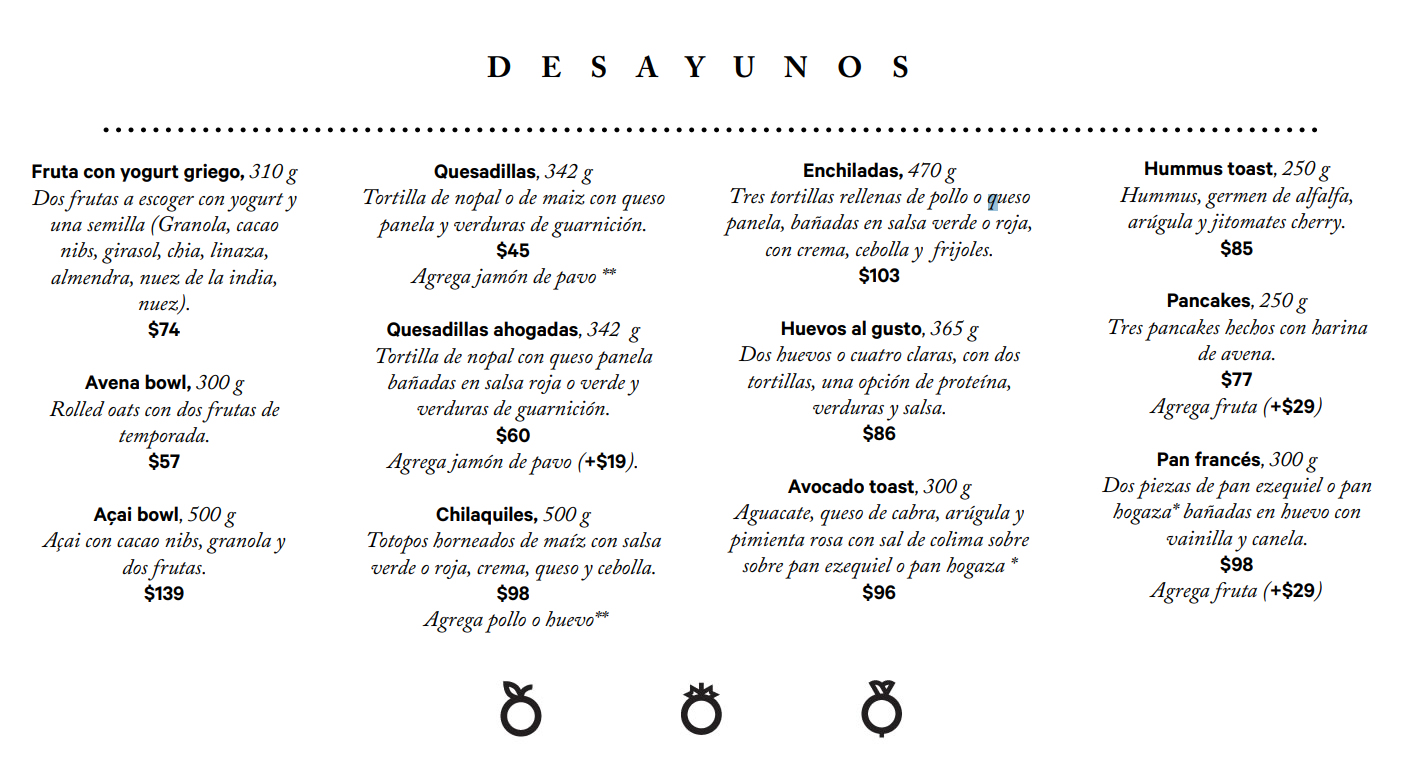 DESAYUNOS
Fruta con yogurt griego, 310 g
Dos frutas a escoger con yogurt y
una semilla (Granola, cacao
nibs, girasol, chia, linaza,
almendra, nuez de la india,
nuez).
$74
Avena bowl, 300 g
Rolled oats con dos frutas de
temporada.
$57
Açai bowl, 500 g
Açai con cacao nibs, granola y
dos frutas.
$139
Quesadillas, 342 g
Tortilla de nopal o de maiz con queso
panela y verduras de guarnición.
$45
Agrega jamón de pavo **
Quesadillas ahogadas, 342 g
Tortilla de nopal con queso panela
bañadas en salsa roja o verde y
verduras de guarnición.
$60
Agrega jamón de pavo (+$19).
Chilaquiles, 500 g
Totopos horneados de maíz con salsa
verde o roja, crema, queso y cebolla.
$98
Agrega pollo o huevo**
Enchiladas, 470 g
Tres tortillas rellenas de pollo o queso
panela, bañadas en salsa verde o roja,
con crema, cebolla y frijoles.
$103
Huevos al gusto, 365 g
Dos huevos o cuatro claras, con dos
tortillas, una opción de proteína,
verduras y salsa.
$86
Avocado toast, 300 g
Aguacate, queso de cabra, arúgula y
pimienta rosa con sal de colima sobre
sobre pan ezequiel o pan hogaza *
$96
Hummus toast, 250 g
Hummus, germen de alfalfa,
arúgula y jitomates cherry.
$85
Pancakes, 250 g
Tres pancakes hechos con harina
de avena.
$77
Agrega fruta (+$29)
Pan francés, 300 g
Dos piezas de pan ezequiel o pan
hogaza* bañadas en huevo con
vainilla y canela.
$98
Agrega fruta (+$29)